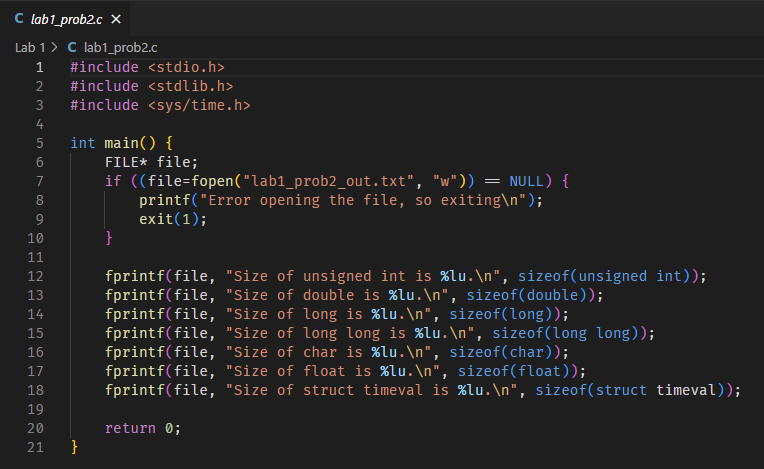 C lab1_prob2.c ×
Lab 1 > C lab1_prob2.c
1 #include <stdio.h>
2 #include <stdlib.h>
3 #include <sys/time.h>
4
5 int main() {
6 FILE* file;
7 if ((file=fopen("lab1_prob2_out.txt", "w")) == NULL) {
8 printf("Error opening the file, so exiting\n");
9 exit(1);
10 }
11
12 fprintf(file, "Size of unsigned int is %lu.\n", sizeof(unsigned int));
13 fprintf(file, "Size of double is %lu.\n", sizeof(double));
14 fprintf(file, "Size of long is %lu.\n", sizeof(long));
15 fprintf(file, "Size of long long is %lu.\n", sizeof(long long));
16 fprintf(file, "Size of char is %lu.\n", sizeof(char));
17 fprintf(file, "Size of float is %lu.\n", sizeof(float));
18 fprintf(file, "Size of struct timeval is %lu.\n", sizeof(struct timeval));
19
20 return 0;
21 }